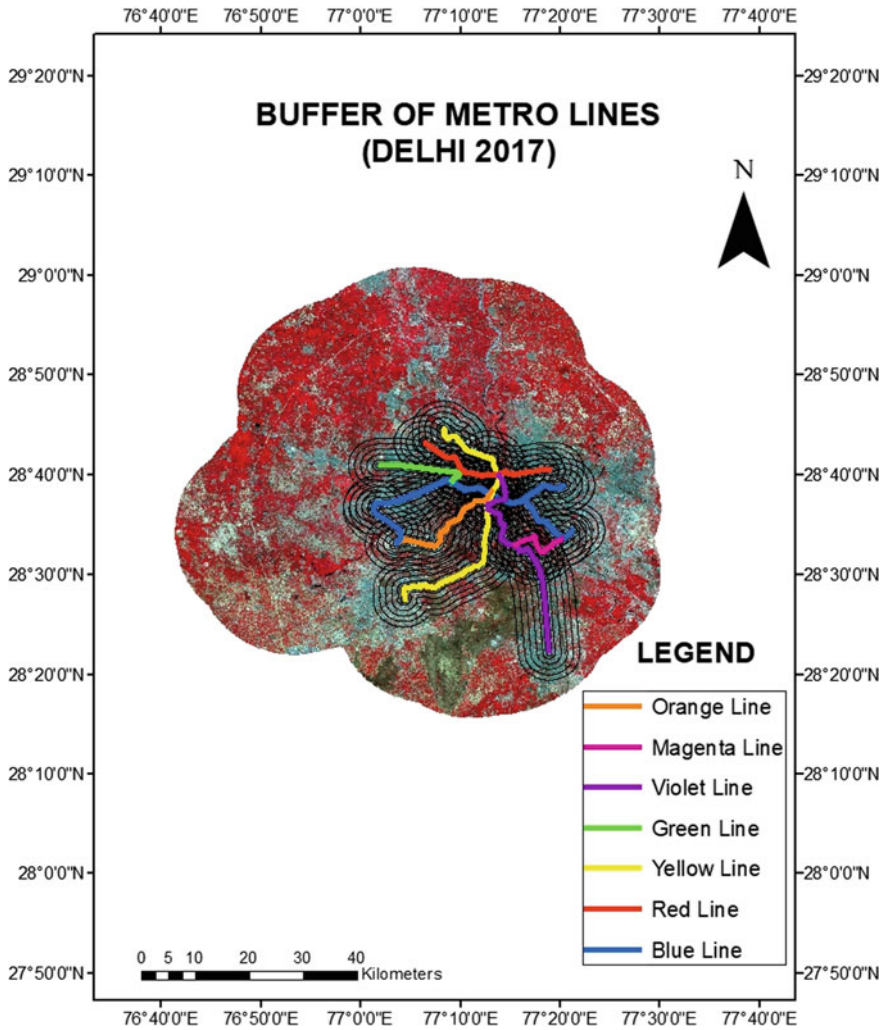 76°40'0"E 76°50'0"E 77°0'0"E 77°10'0"E 77°20'0"E 77°30'0"E 77°40'0"E
BUFFER OF METRO LINES
(DELHI 2017)
N
29°20'0"N 29°20'0"N
29°10'0"N 29°10'0"N
29°0'0"N 29°0'0"N
28°50'0"N 28°50'0"N
28°40'0"N 28°40'0"N
28°30'0"N 28°30'0"N
28°20'0"N 28°20'0"N
28°10'0"N 28°10'0"N
28°0'0"N 28°0'0"N
27°50'0"N 27°50'0"N
LEGEND
Orange Line
Magenta Line
Violet Line
Green Line
Yellow Line
Red Line
Blue Line
0 5 10 20 30 40
Kilometers
76°40'0"E 76°50'0"E 77°0'0"E 77°10'0"E 77°20'0"E 77°30'0"E 77°40'0"E